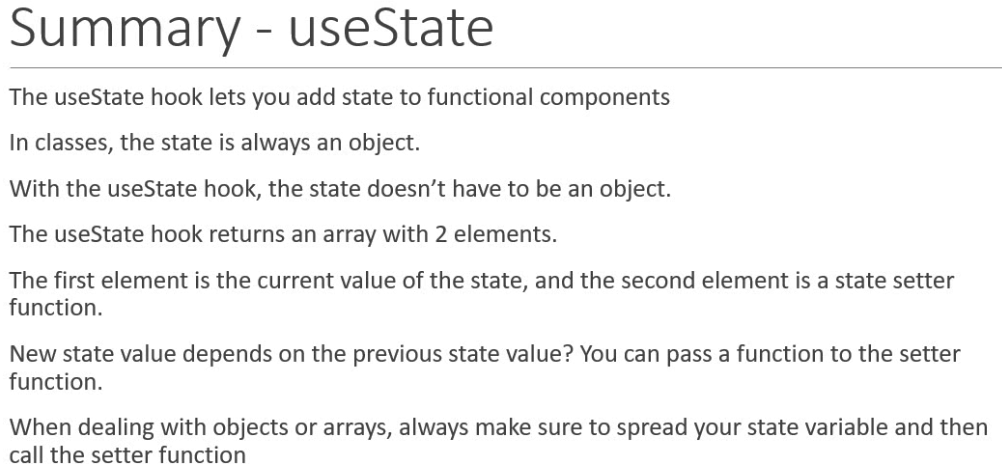 Summary - useState
The useState hook lets you add state to functional components
In classes, the state is always an object.
With the useState hook, the state doesn’t have to be an object.
The useState hook returns an array with 2 elements.
The first element is the current value of the state, and the second element is a state setter
function.
New state value depends on the previous state value? You can pass a function to the setter
function.
When dealing with objects or arrays, always make sure to spread your state variable and then
call the setter function